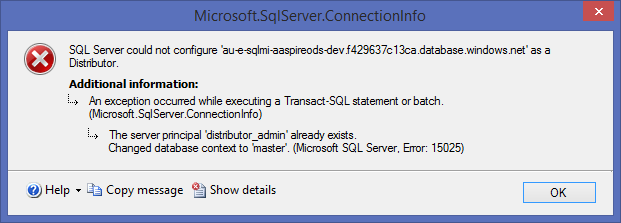 Microsoft.SqlServer.ConnectionInfo
SQL Server could not configure 'au-e-sqlmi-aaspireods-dev.f429637c13ca.database.windows.net' as a
Distributor.
Additional information:
An exception occurred while executing a Transact-SQL statement or batch.
(Microsoft.SqlServer.ConnectionInfo)
The server principal 'distributor_admin' already exists.
Changed database context to 'master'. (Microsoft SQL Server, Error: 15025)
Help Copy message Show details OK